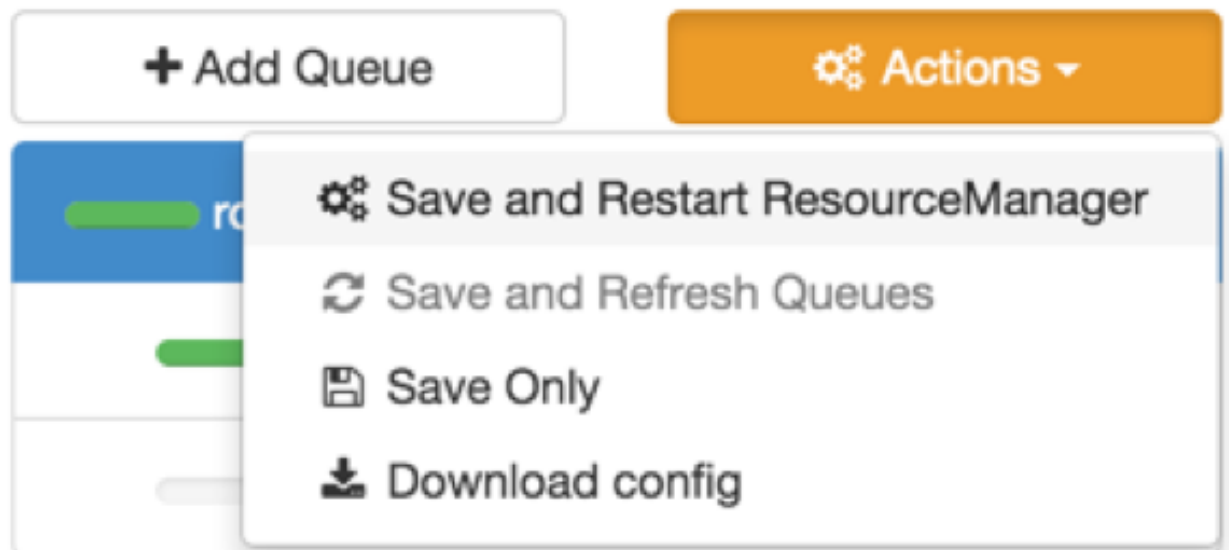 Add Queue
Actions
Save and Restart ResourceManager
Save and Refresh Queues
Save Only
Download config